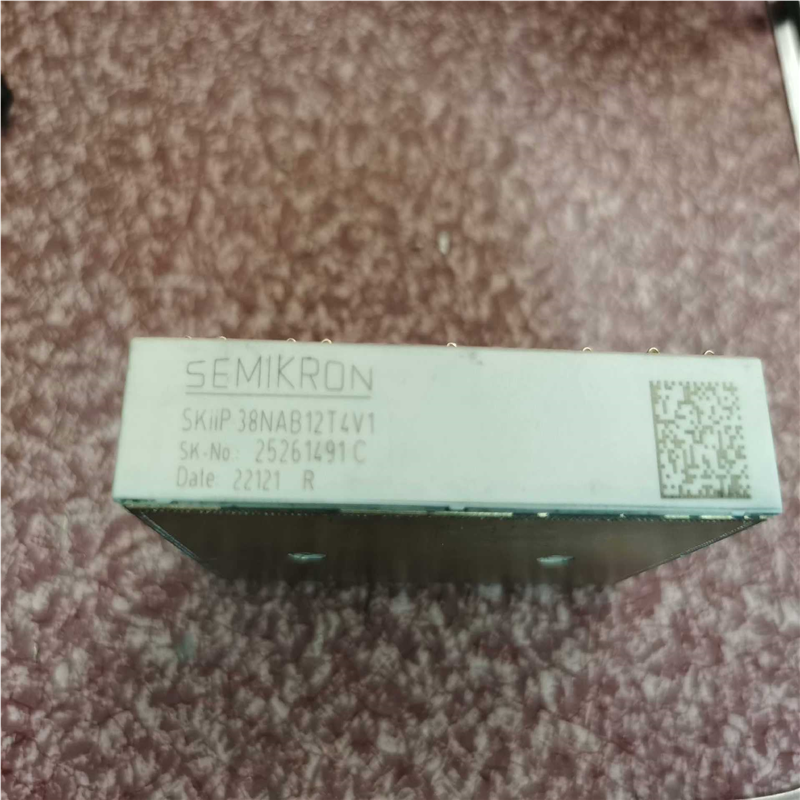 SEMIKRON
SKiiP 38NAB12T4V1
SK-No.: 25261491 C
Date: 22121 R